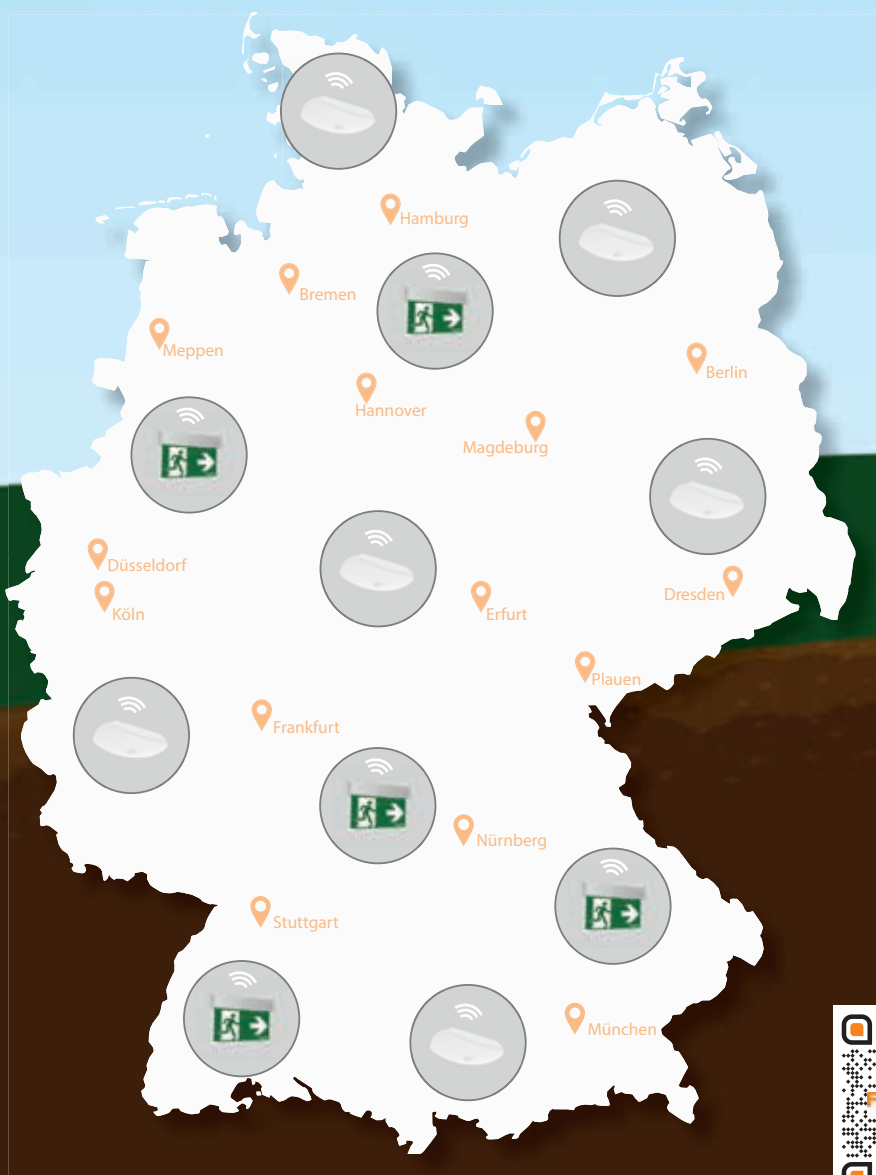 Hamburg
Bremen
Meppen
Berlin
Hannover
Magdeburg
Düsseldorf
Dresden
Köln
Erfurt
Plauen
Frankfurt
Nürnberg
Stuttgart
München
F